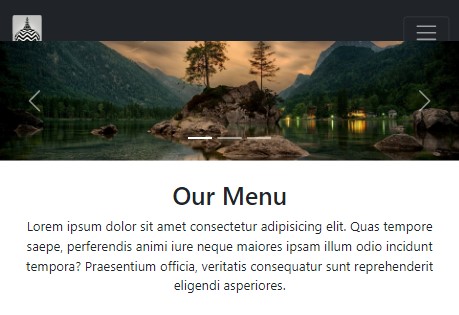 Our Menu
Lorem ipsum dolor sit amet consectetur adipisicing elit. Quas tempore
saepe, perferendis animi iure neque maiores ipsam illum odio incidunt
tempora? Praesentium officia, veritatis consequatur sunt reprehenderit
eligendi asperiores.